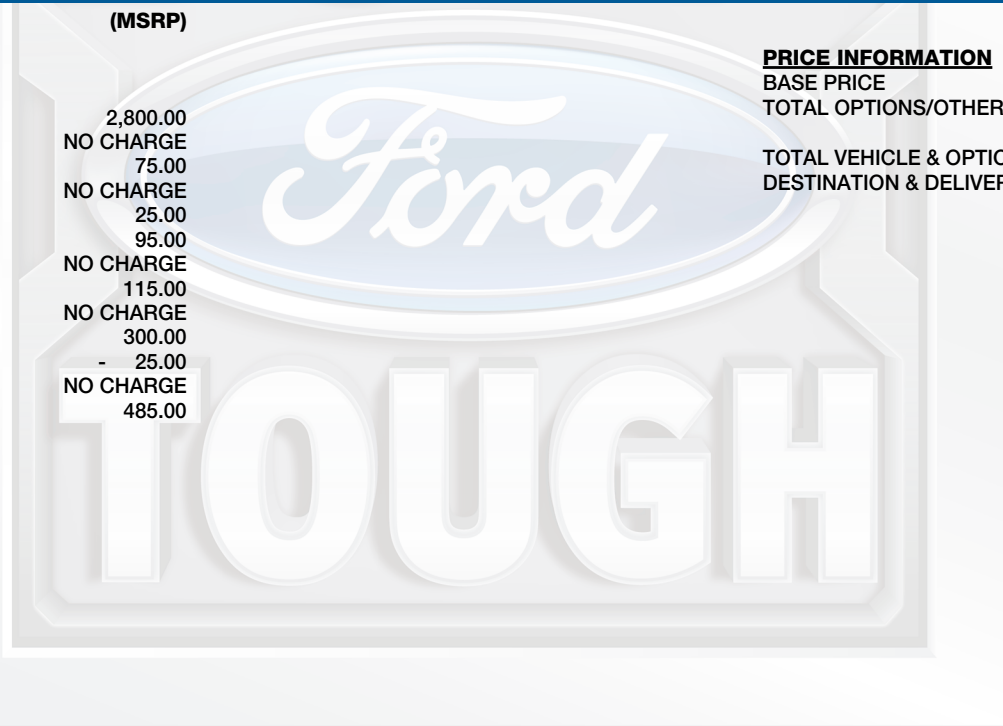 (MSRP)
2,800.00
NO CHARGE
75.00
NO CHARGE
25.00
95.00
NO CHARGE
115.00
NO CHARGE
300.00
- 25.00
NO CHARGE
485.00
PRICE INFORMATION
BASE PRICE
TOTAL OPTIONS/OTHER
TOTAL VEHICLE & OPTIO
DESTINATION & DELIVER
Ford
TOUGH